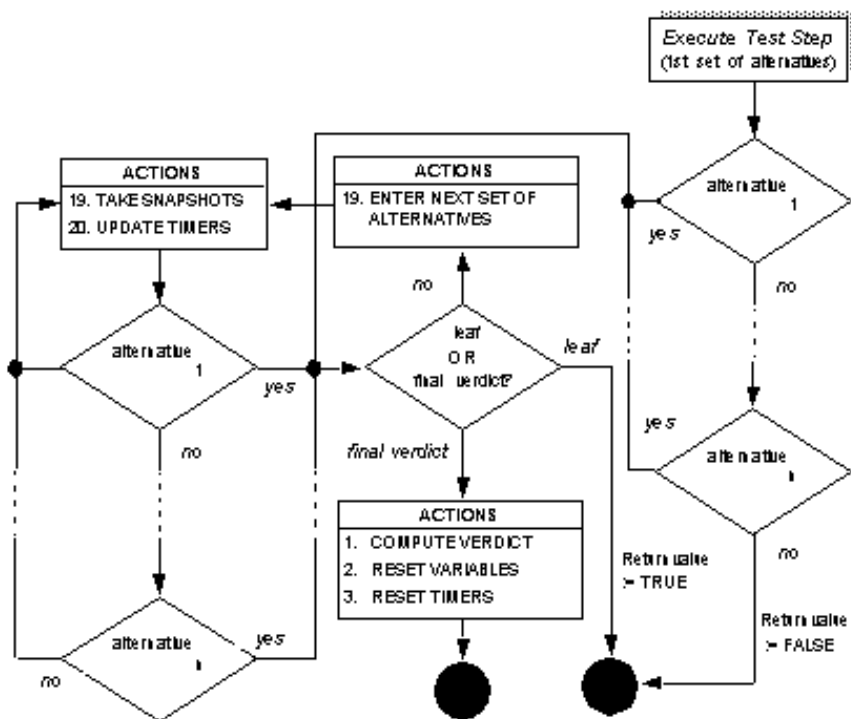 Execute Test Step
(1st set of alternatives)
alternative
1
yes
no
yes
alternative
n
no
Return value
:= FALSE
ACTIONS
19. TAKE SNAPSHOTS
20. UPDATE TIMERS
ACTIONS
19. ENTER NEXT SET OF
ALTERNATIVES
no
leaf
OR
final verdict?
leaf
alternative
1
yes
no
final verdict
ACTIONS
1. COMPUTE VERDICT
2. RESET VARIABLES
3. RESET TIMERS
Return value
:= TRUE
alternative
n
yes
no